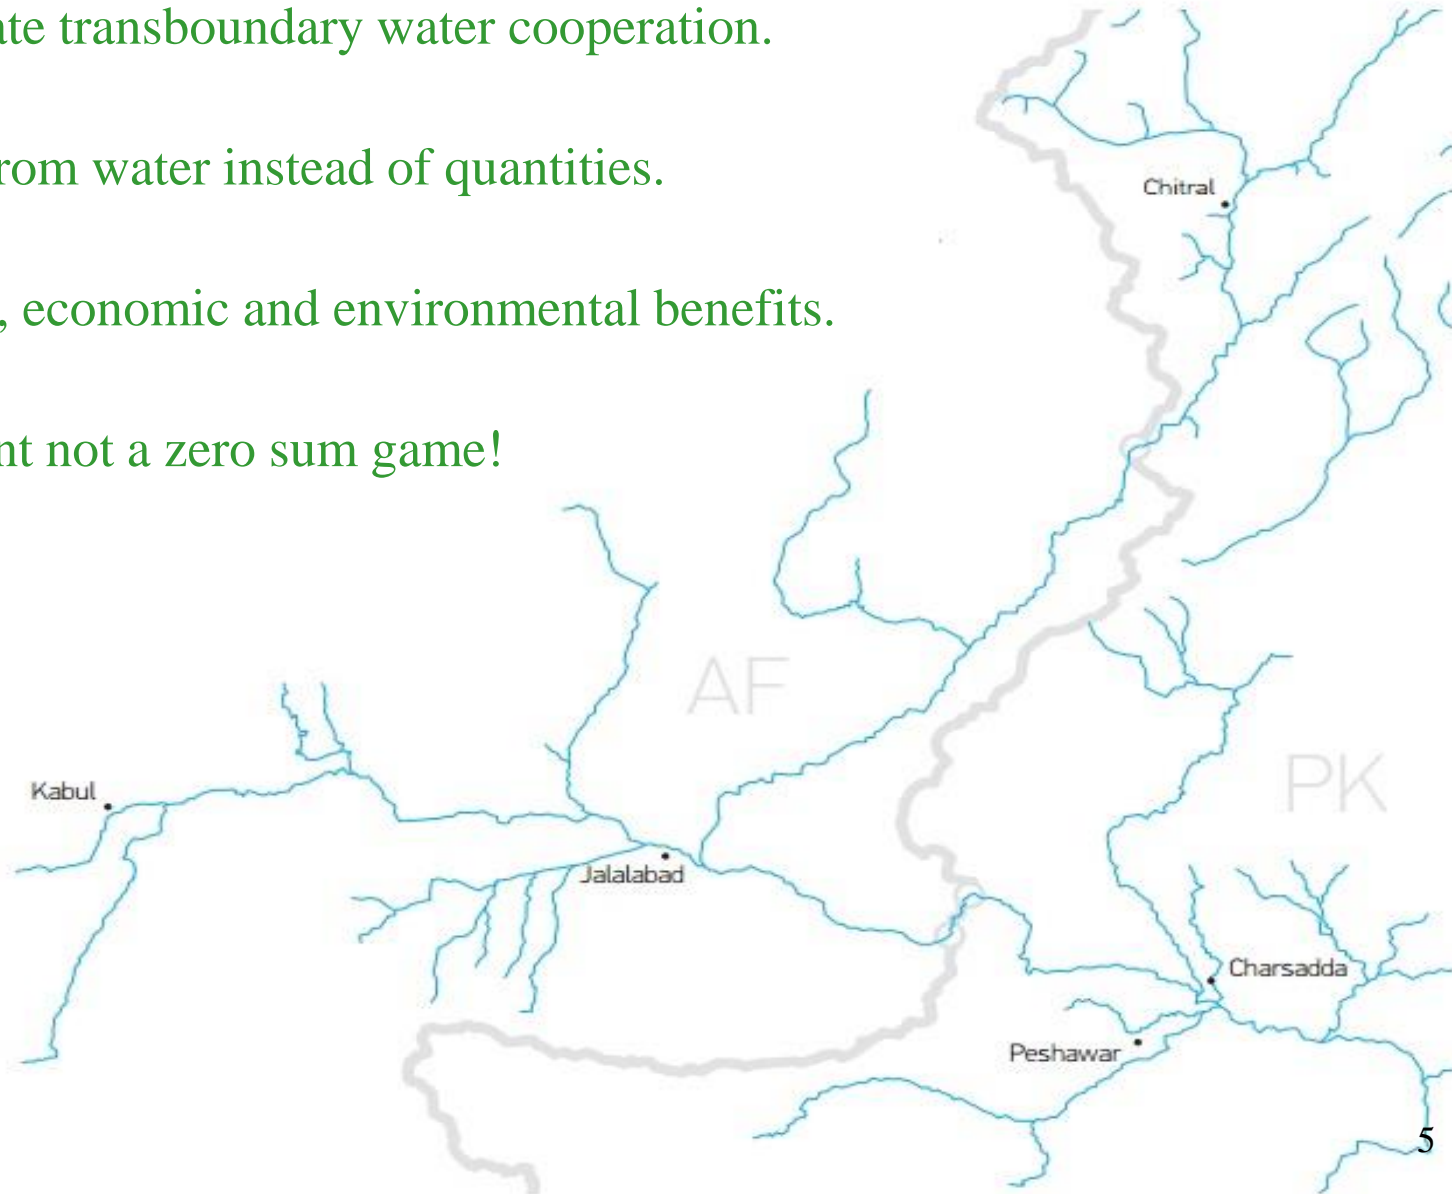 ate transboundary water cooperation.
rom water instead of quantities.
, economic and environmental benefits.
nt not a zero sum game!
Chitral
AF
PK
Kabul
Jalalabad
Charsadda
Peshawar
5